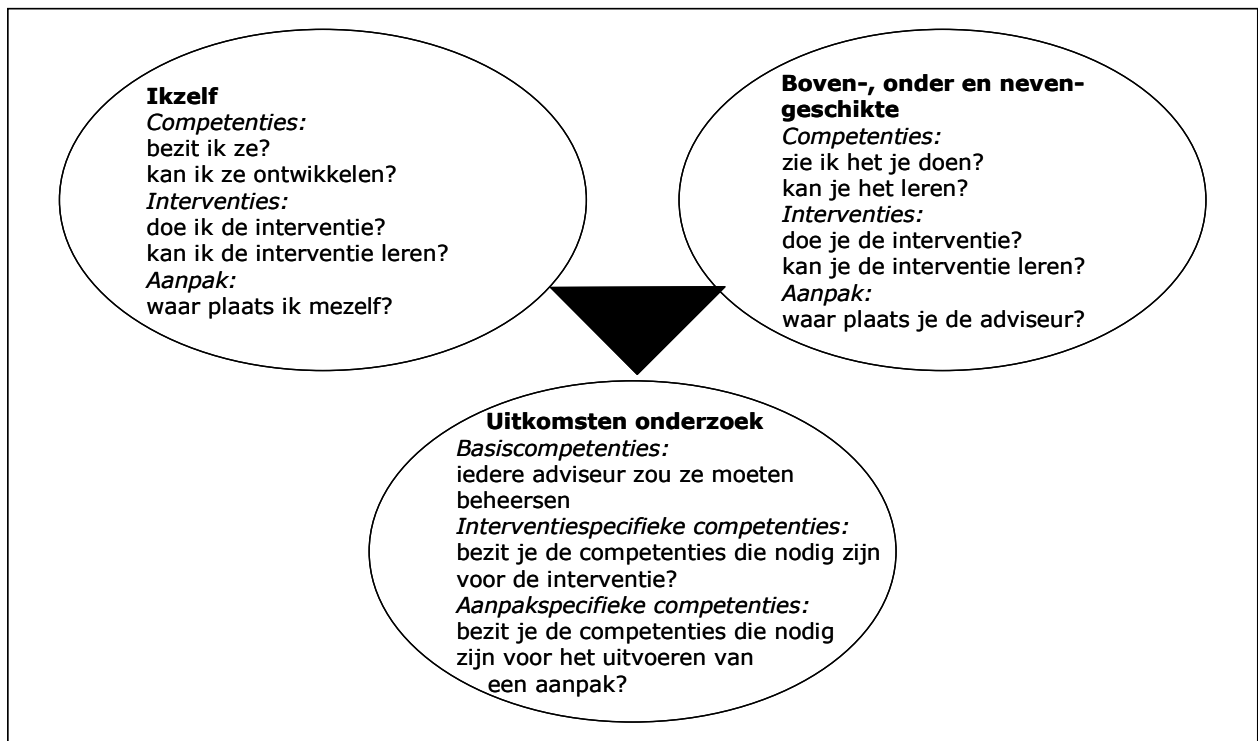 Ikzelf
Competenties:
bezit ik ze?
kan ik ze ontwikkelen?
Interventies:
doe ik de interventie?
kan ik de interventie leren?
Aanpak:
waar plaats ik mezelf?
Boven-, onder en neven-
geschikte
Competenties:
zie ik het je doen?
kan je het leren?
Interventies:
doe je de interventie?
kan je de interventie leren?
Aanpak:
waar plaats je de adviseur?
Uitkomsten onderzoek
Basiscompetenties:
iedere adviseur zou ze moeten
beheersen
Interventiespecifieke competenties:
bezit je de competenties die nodig zijn
voor de interventie?
Aanpakspecifieke competenties:
bezit je de competenties die nodig
zijn voor het uitvoeren van
een aanpak?